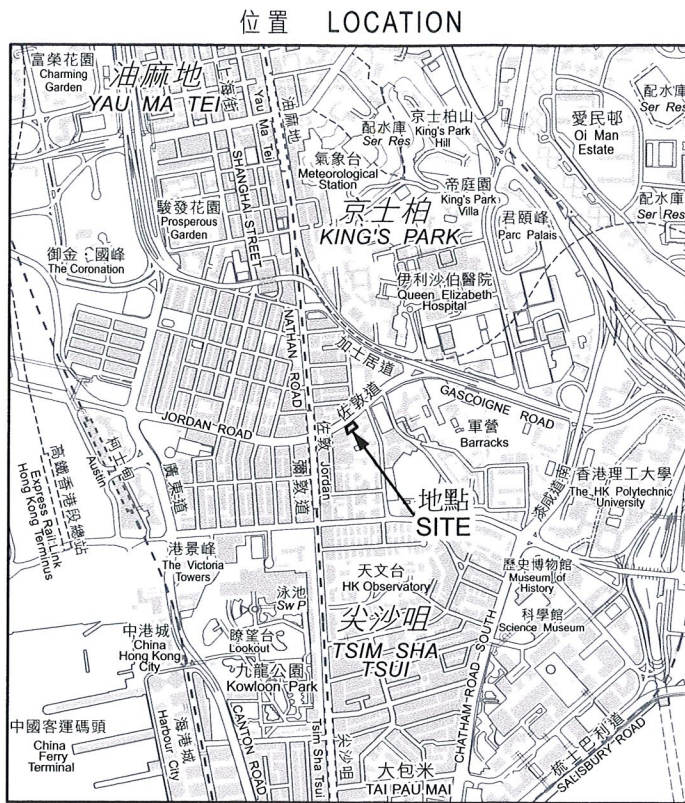 位置 LOCATION
富榮花園
Charming
Garden
油麻地
YAU MA TEI
上海街
SHANGHAI STREET
Yau Ma Tei
油麻地
配水庫
Ser Res
京士柏山
King's Park
Hill
愛民邨
Oi Man
Estate
配水庫
Ser Res
氣象台
Meteorological
Station
帝庭園
King's Park
Villa
配水庫
Ser Res
駿發花園
Prosperous
Garden
京士柏
KING'S PARK
君頤峰
Parc Palais
御金·國峰
The Coronation
伊利沙伯醫院
Queen Elizabeth
Hospital
NATHAN ROAD
加士居道
GASCOIGNE ROAD
佐敦道
JORDAN ROAD
軍營
Barracks
佐敦 Jordan
柯士甸
Austin
廣東道
彌敦道
高鐵香港段總站
Express Rail Link
Hong Kong Terminus
地點
SITE
漆咸道南
香港理工大學
The HK Polytechnic
University
港景峰
The Victoria
Towers
天文台
HK Observatory
歷史博物館
Museum of
History
泳池
Sw P
科學館
Science Museum
尖沙咀
TSIM SHA
TSUI
中港城
China
Hong Kong
City
瞭望台
Lookout
九龍公園
Kowloon Park
CHATHAM ROAD SOUTH
中國客運碼頭
China
Ferry
Terminal
海港城
Harbour City
CANTON ROAD
Tsim Sha Tsui
尖沙咀
大包米
TAI PAU MAI
梳士巴利道
SALISBURY ROAD